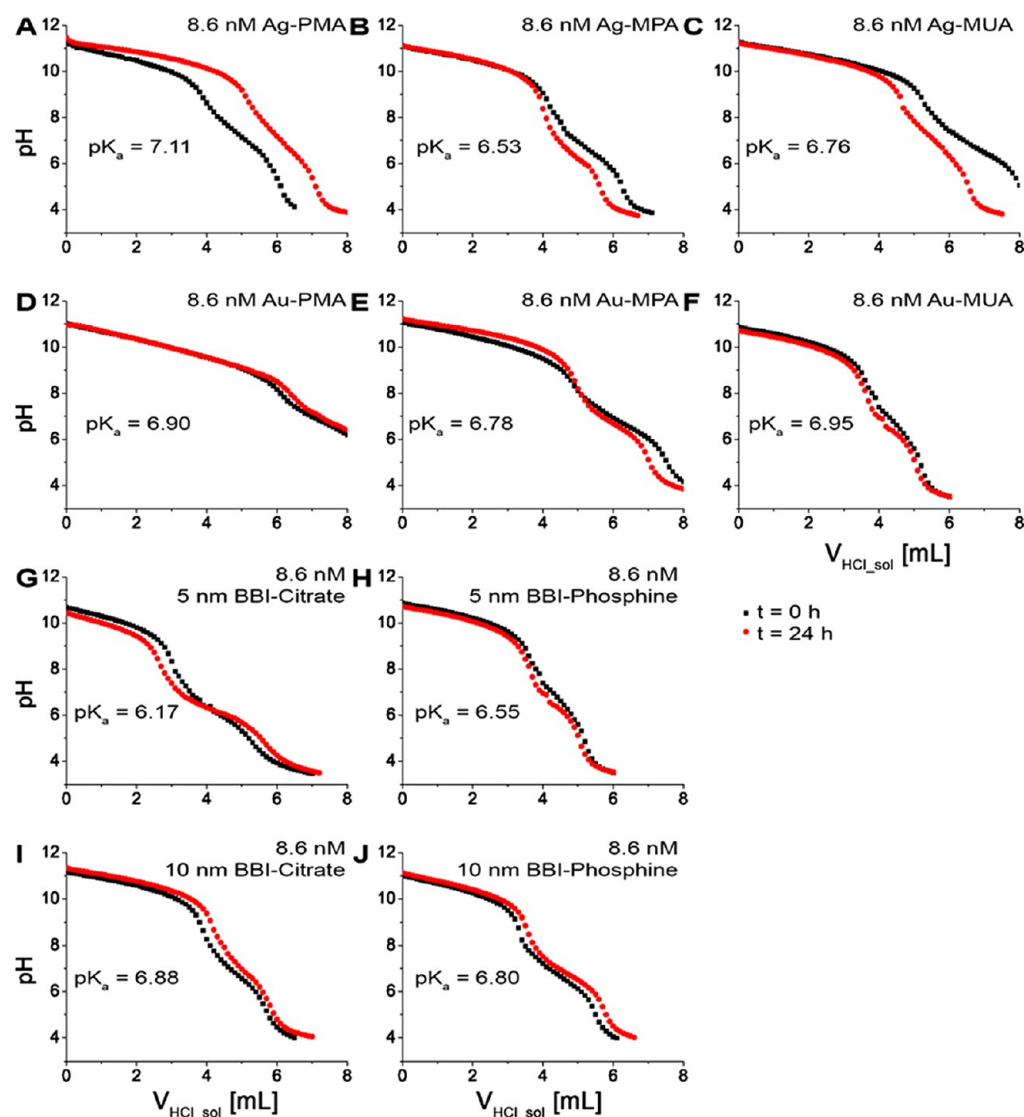 A
8.6 nM Ag-PMA
pKa = 7.11
12
10
8
6
4
0 2 4 6 8
pH
B
8.6 nM Ag-MPA
pKa = 6.53
0 2 4 6 8
C
8.6 nM Ag-MUA
pKa = 6.76
0 2 4 6 8
D
8.6 nM Au-PMA
pKa = 6.90
12
10
8
6
4
0 2 4 6 8
pH
E
8.6 nM Au-MPA
pKa = 6.78
0 2 4 6 8
F
8.6 nM Au-MUA
pKa = 6.95
0 2 4 6 8
VHCl_sol [mL]
G
8.6 nM
5 nm BBI-Citrate
pKa = 6.17
12
10
8
6
4
0 2 4 6 8
pH
H
8.6 nM
5 nm BBI-Phosphine
pKa = 6.55
0 2 4 6 8
t = 0 h
t = 24 h
I
8.6 nM
10 nm BBI-Citrate
pKa = 6.88
12
10
8
6
4
0 2 4 6 8
pH
VHCl_sol [mL]
J
8.6 nM
10 nm BBI-Phosphine
pKa = 6.80
0 2 4 6 8
VHCl_sol [mL]